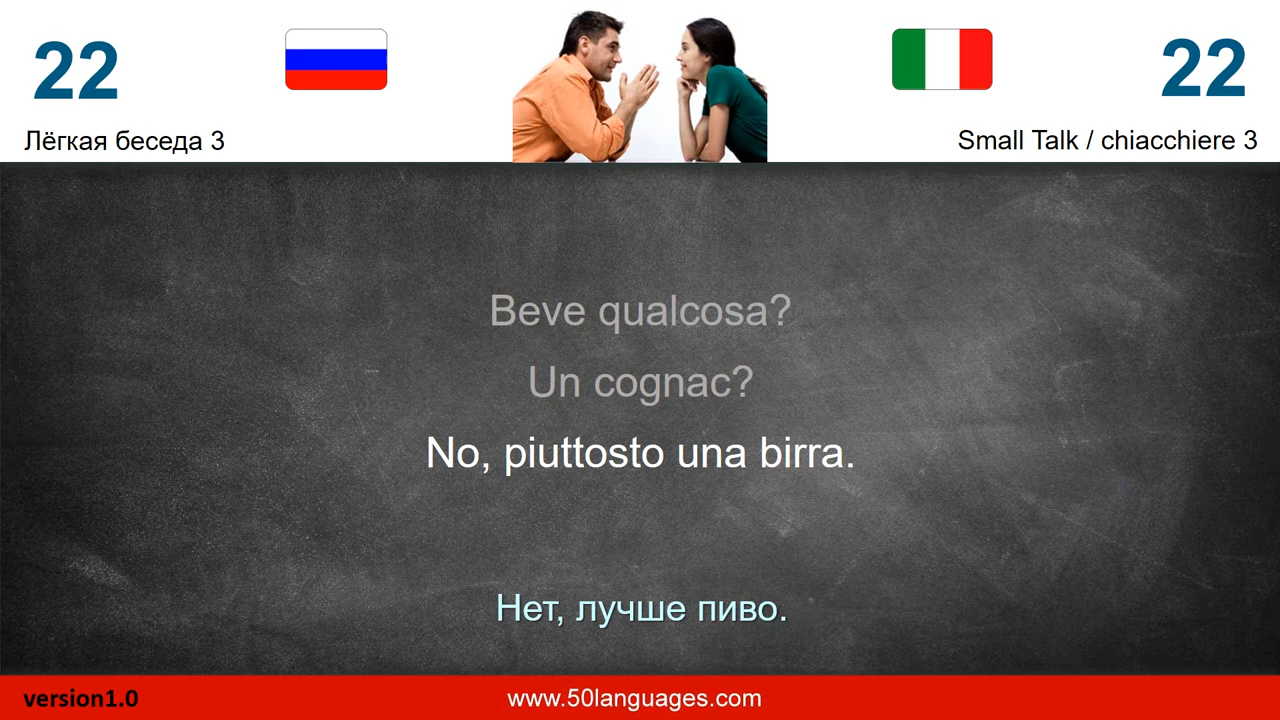 22
22
Лёгкая беседа 3
Small Talk / chiacchiere 3
Beve qualcosa?
Un cognac?
No, piuttosto una birra.
Нет, лучше пиво.
version1.0
www.50languages.com